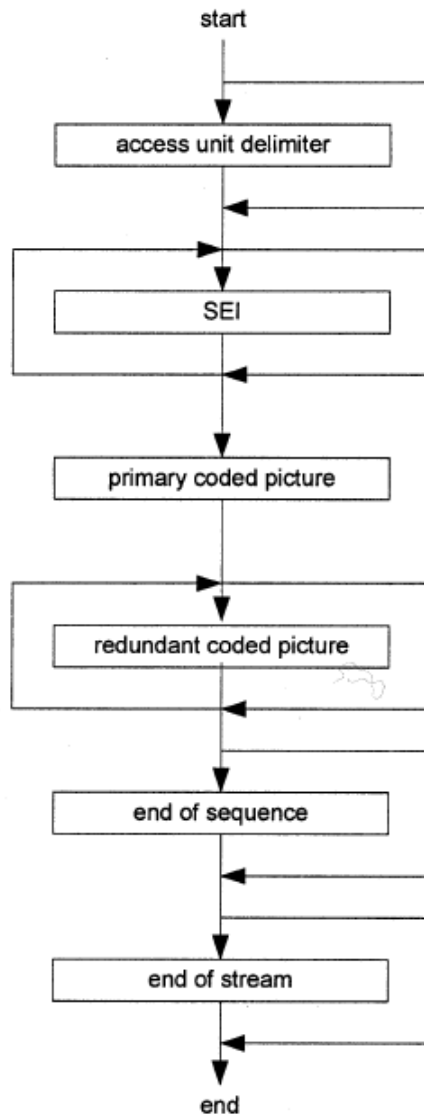 start
access unit delimiter
SEI
primary coded picture
redundant coded picture
end of sequence
end of stream
end